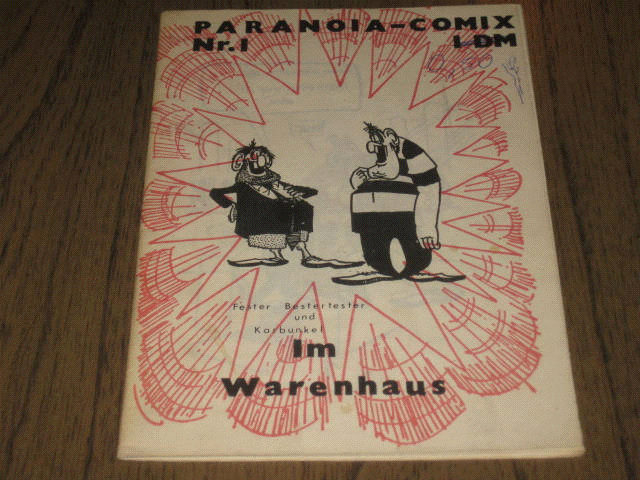 PARANOIA-COMIX
Nr.1 1-DM
Fester Bestertester
und
Karbunkel
Im
Warenhaus